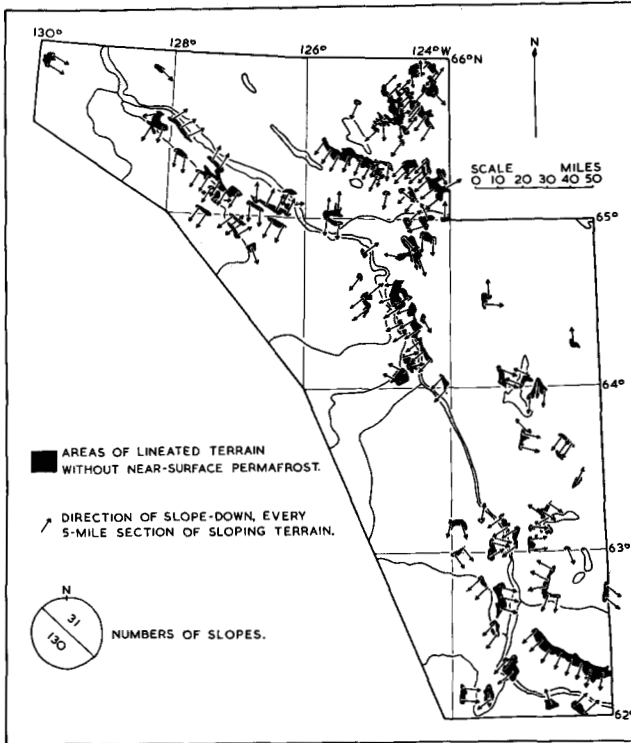 130°
128°
126°
124°W
66°N
N
SCALE MILES
0 10 20 30 40 50
65°
64°
AREAS OF LINEATED TERRAIN
WITHOUT NEAR-SURFACE PERMAFROST.
DIRECTION OF SLOPE-DOWN, EVERY
5-MILE SECTION OF SLOPING TERRAIN.
63°
N
31
130
NUMBERS OF SLOPES.
62°